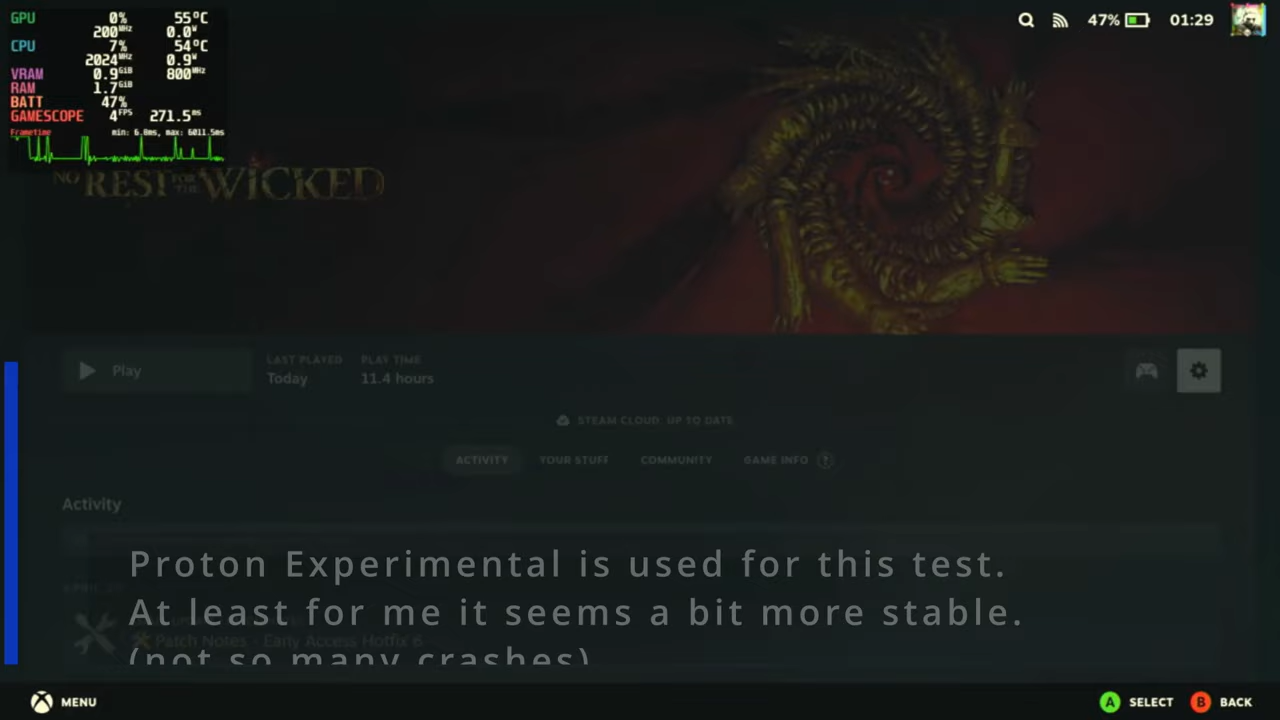 GPU 0% 55°C
200MHz 0.0W
CPU 7% 54°C
2024MHz 0.9W
VRAM 0.9GiB 800MHz
RAM 1.7GiB
BATT 47%
GAMESCOPE 4FPS 271.5ms
Frametime min: 6.8ms, max: 6011.5ms
47% 01:29
NO REST FOR THE WICKED
Play
LAST PLAYED
Today
PLAY TIME
11.4 hours
STEAM CLOUD: UP TO DATE
ACTIVITY YOUR STUFF COMMUNITY GAME INFO ?
Activity
Proton Experimental is used for this test.
At least for me it seems a bit more stable.
Patch Notes - Early Access Hotfix 6
(not so many crashes)
MENU
A SELECT B BACK